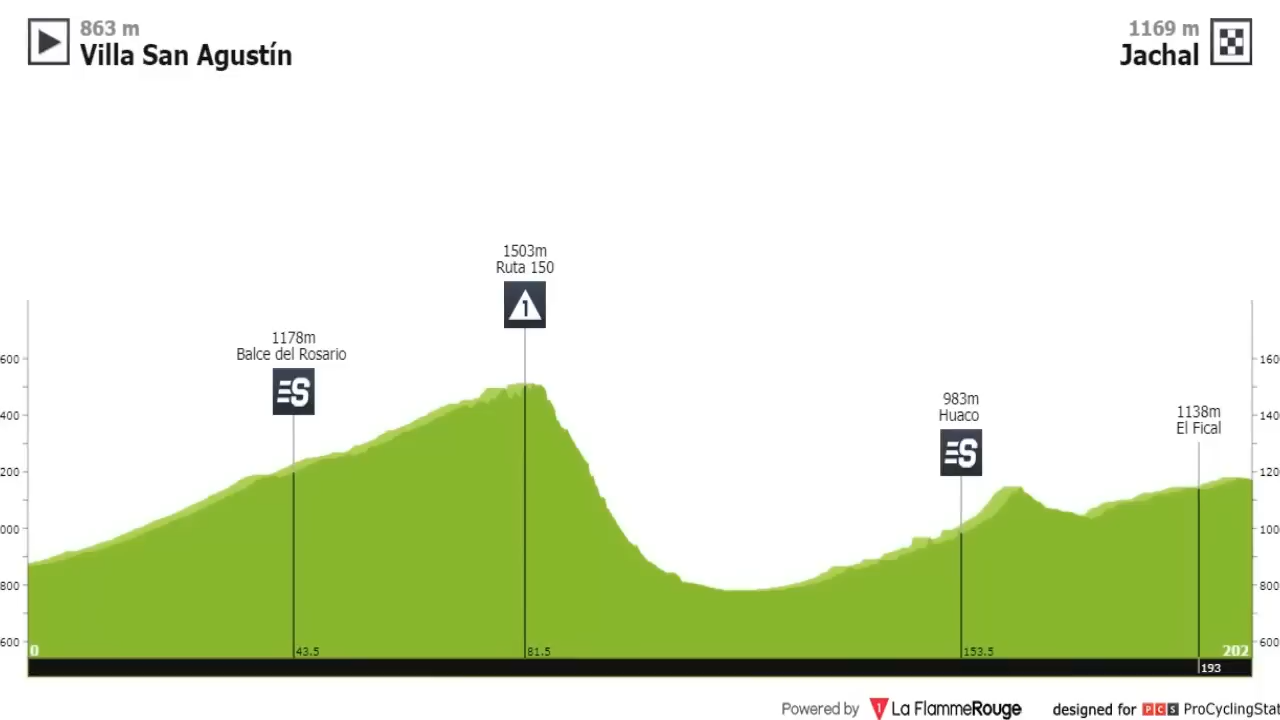 863 m
Villa San Agustín
1169 m
Jachal
1503m
Ruta 150
1
1178m
Balce del Rosario
S
983m
Huaco
S
1138m
El Fical
600
400
200
000
800
600
160
140
120
100
800
600
0
43.5
81.5
153.5
202
193
Powered by 1 La FlammeRouge designed for PCS ProCyclingStat